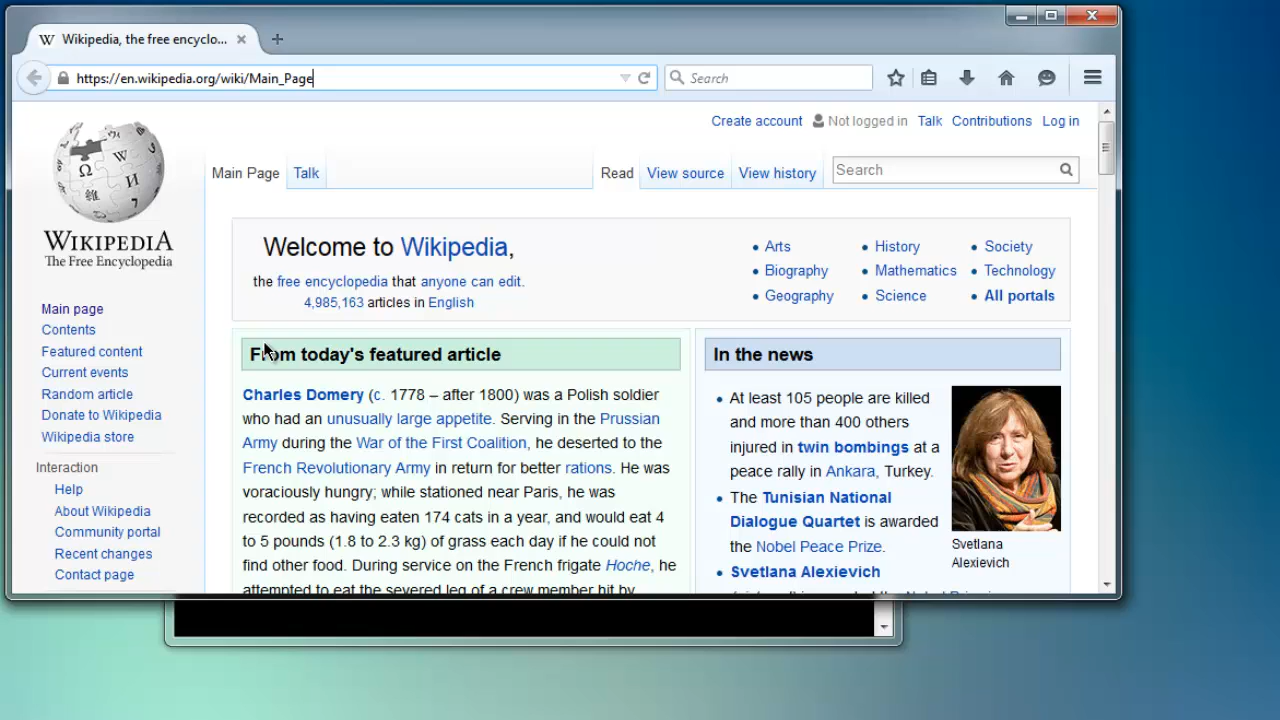 Wikipedia, the free encyclo...
https://en.wikipedia.org/wiki/Main_Page
Search
Create account Not logged in Talk Contributions Log in
Main Page Talk Read View source View history Search
WIKIPEDIA
The Free Encyclopedia
Main page
Contents
Featured content
Current events
Random article
Donate to Wikipedia
Wikipedia store
Interaction
Help
About Wikipedia
Community portal
Recent changes
Contact page
Welcome to Wikipedia,
the free encyclopedia that anyone can edit.
4,985,163 articles in English
Arts
Biography
Geography
History
Mathematics
Science
Society
Technology
All portals
From today's featured article
Charles Domery (c. 1778 – after 1800) was a Polish soldier
who had an unusually large appetite. Serving in the Prussian
Army during the War of the First Coalition, he deserted to the
French Revolutionary Army in return for better rations. He was
voraciously hungry; while stationed near Paris, he was
recorded as having eaten 174 cats in a year, and would eat 4
to 5 pounds (1.8 to 2.3 kg) of grass each day if he could not
find other food. During service on the French frigate Hoche, he
attempted to eat the severed leg of a crew member hit by
In the news
At least 105 people are killed
and more than 400 others
injured in twin bombings at a
peace rally in Ankara, Turkey.
The Tunisian National
Dialogue Quartet is awarded
the Nobel Peace Prize.
Svetlana Alexievich
Svetlana
Alexievich